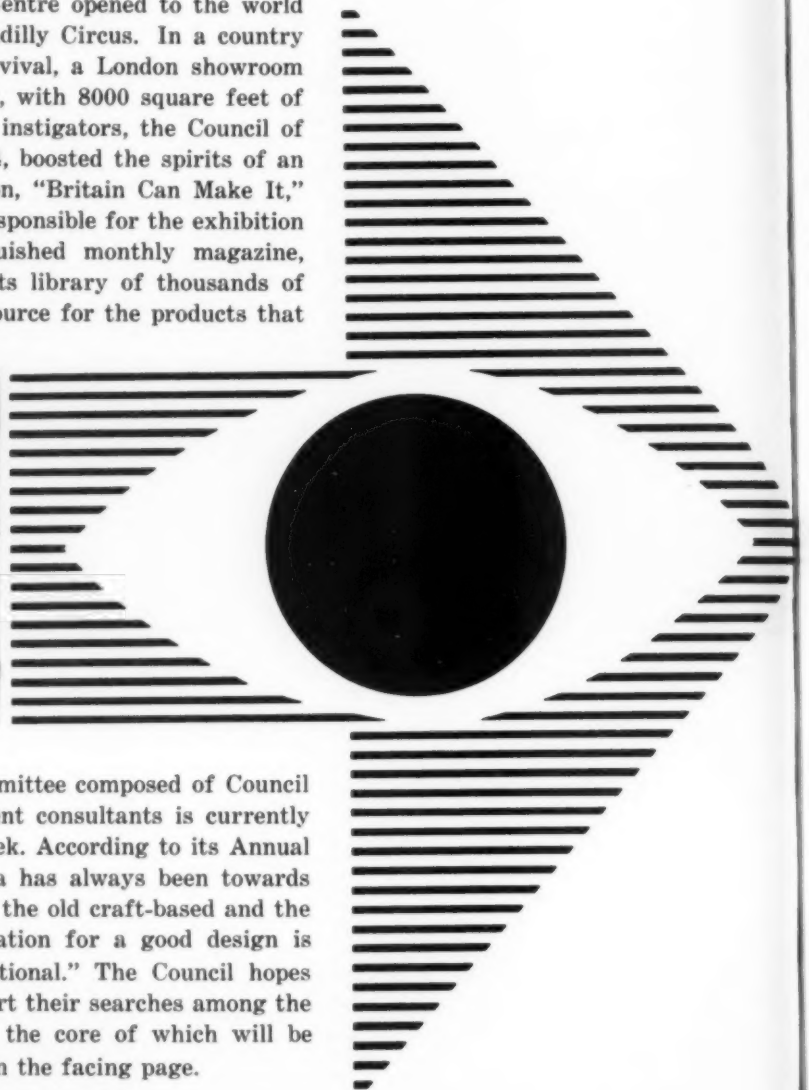 entre opened to the world
dilly Circus. In a country
vival, a London showroom
, with 8000 square feet of
instigators, the Council of
, boosted the spirits of an
n, "Britain Can Make It,"
sponsible for the exhibition
uished monthly magazine,
ts library of thousands of
ource for the products that
mittee composed of Council
nt consultants is currently
ek. According to its Annual
a has always been towards
the old craft-based and the
ation for a good design is
tional." The Council hopes
rt their searches among the
the core of which will be
n the facing page.